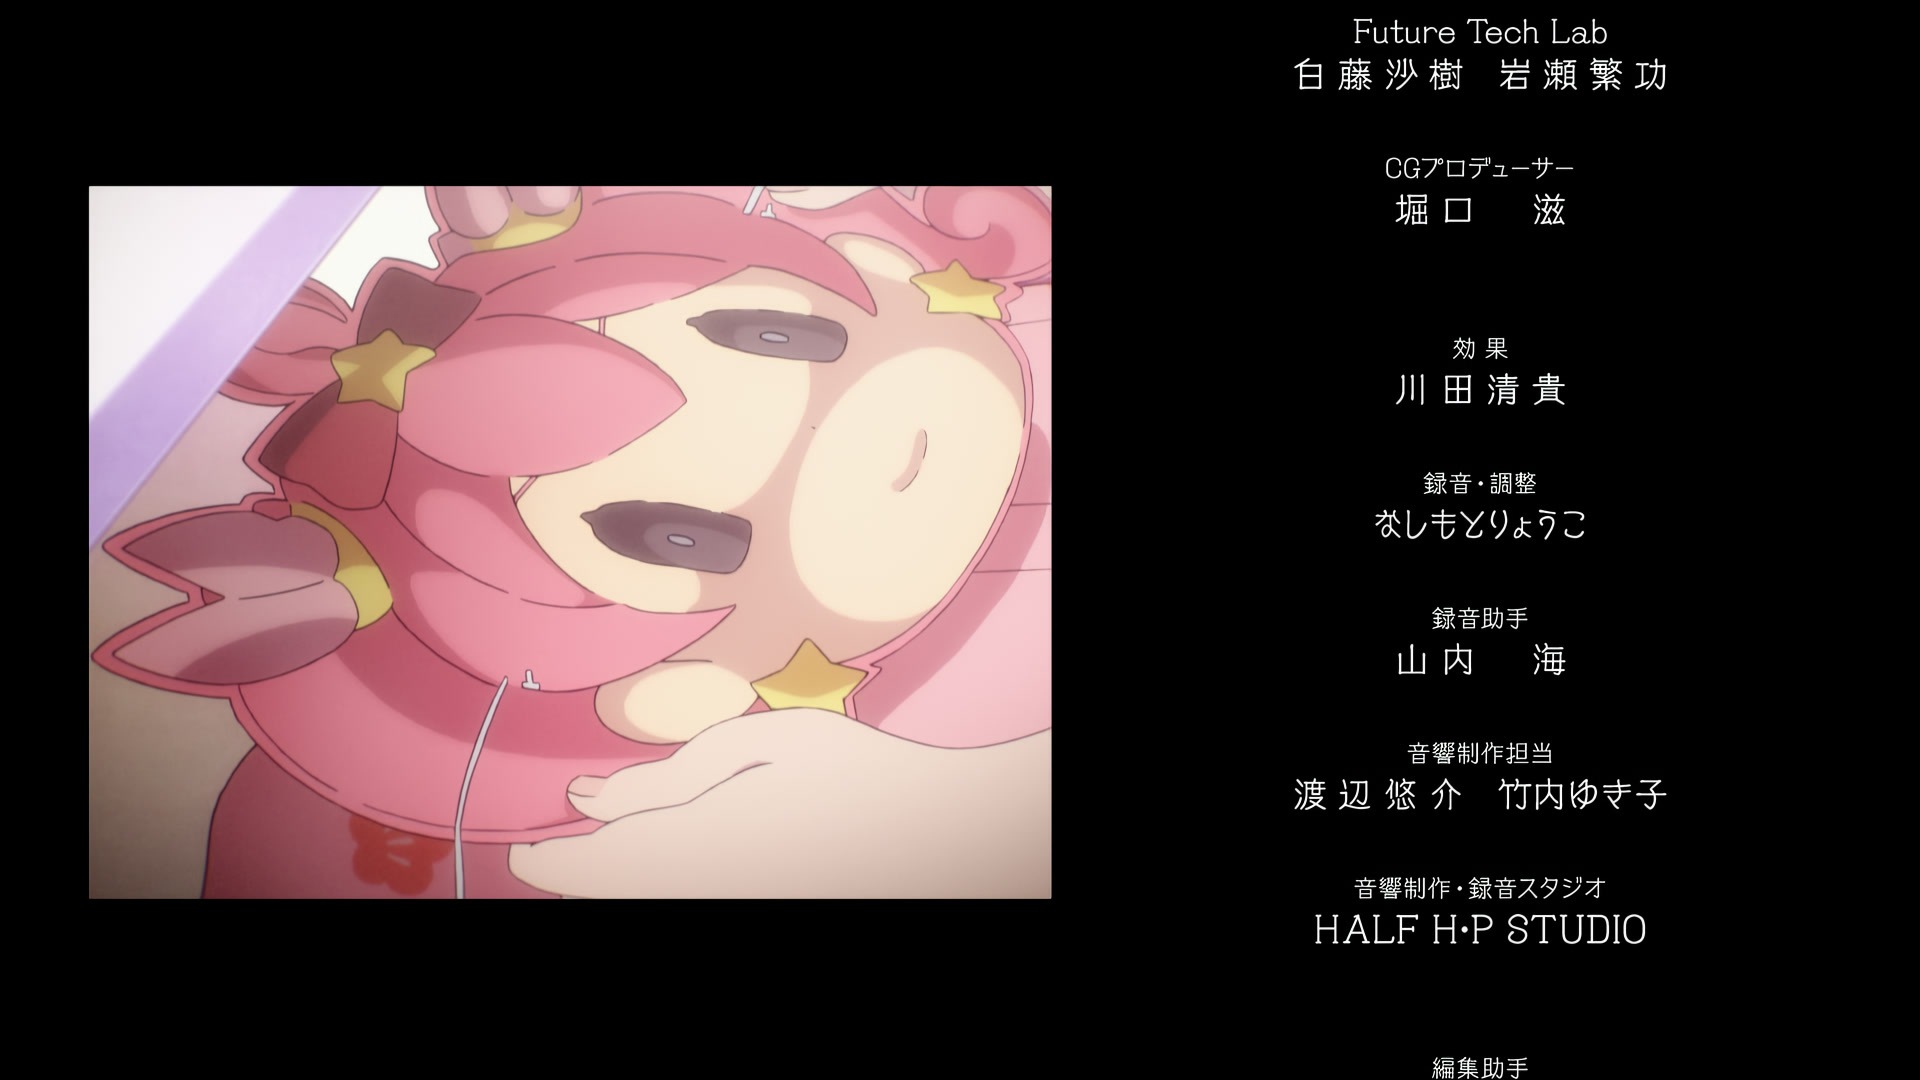 Future Tech Lab
白藤沙樹 岩瀬繁功
CGプロデューサー
堀口 滋
効果
川田清貴
録音・調整
なしもとりょうこ
録音助手
山内 海
音響制作担当
渡辺悠介 竹内ゆき子
音響制作・録音スタジオ
HALF H・P STUDIO
編集助手